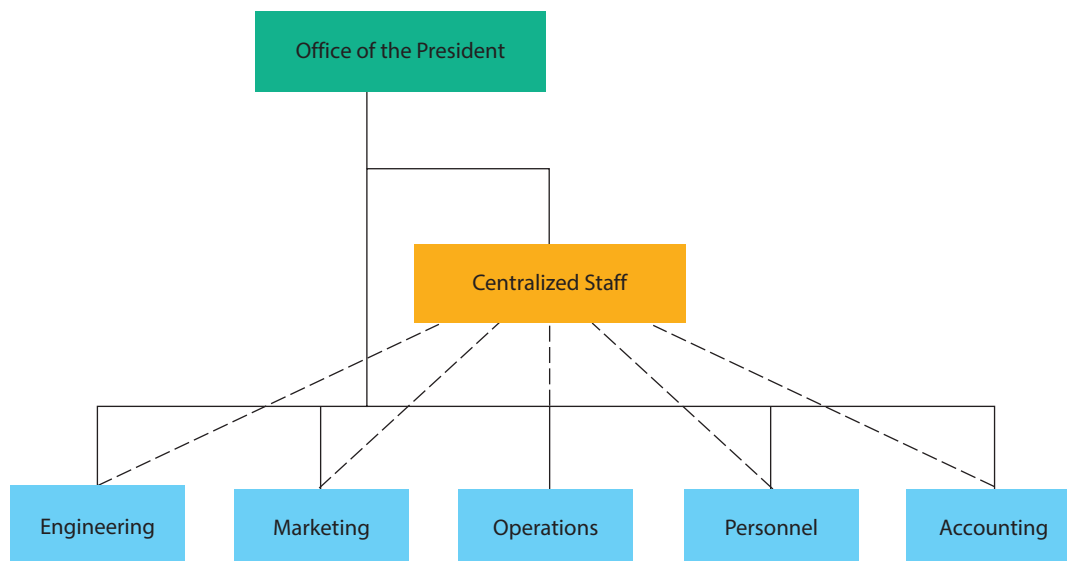 Office of the President
Centralized Staff
Engineering
Marketing
Operations
Personnel
Accounting